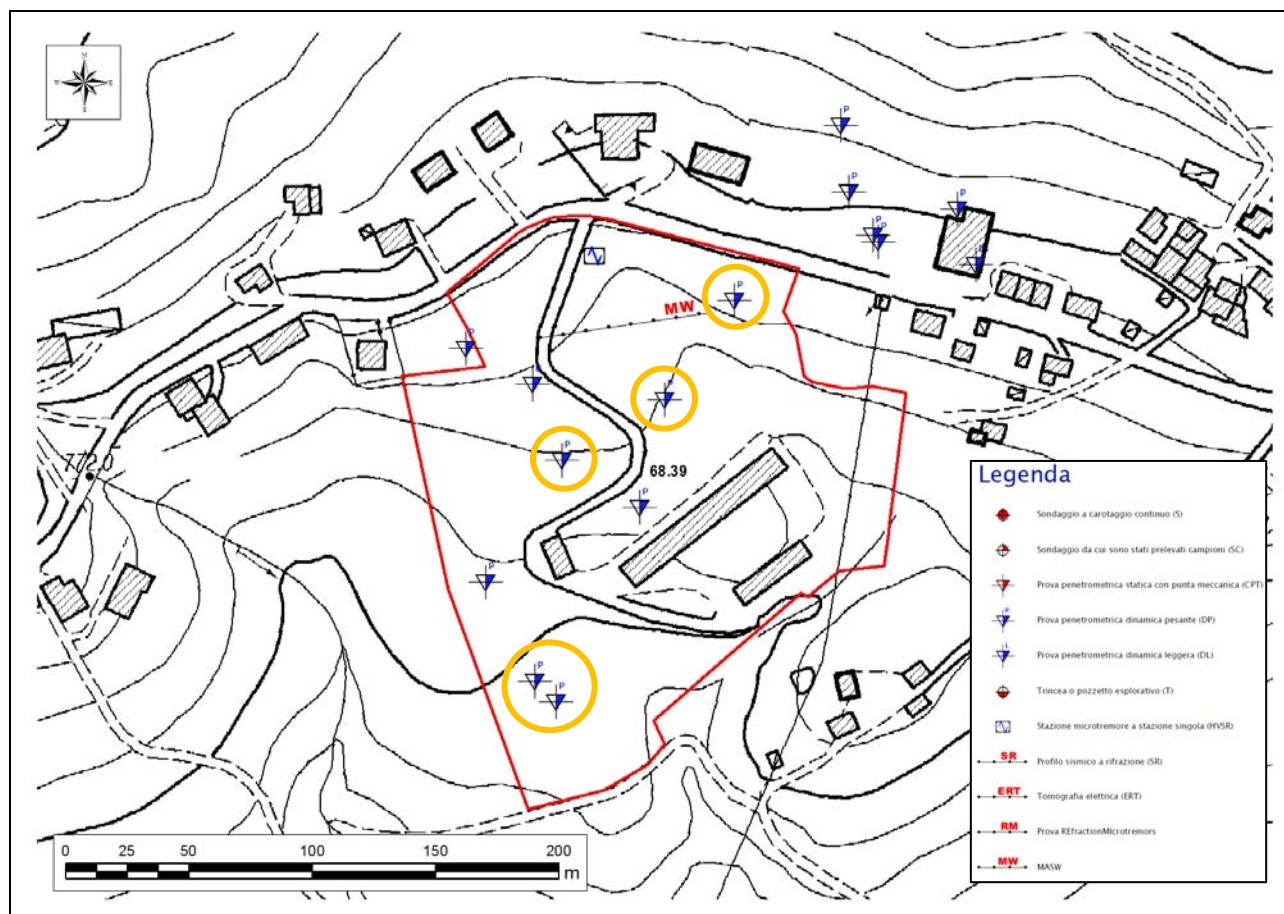 P
P
P
P
P
MW
P
P
P
P
P
68.39
P
P
P
P
7720
Legenda
Sondaggio a carotaggio continuo (S)
Sondaggio da cui sono stati prelevati campioni (SC)
Prova penetrometrica statica con punta meccanica (CPT)
P Prova penetrometrica dinamica pesante (DP)
L Prova penetrometrica dinamica leggera (DL)
Trincea o pozzetto esplorativo (T)
Stazione microtremore a stazione singola (HVSR)
SR Profilo sismico a rifrazione (SR)
ERT Tomografia elettrica (ERT)
RM Prova REfractionMicrotremors
MW MASW
0 25 50 100 150 200
m